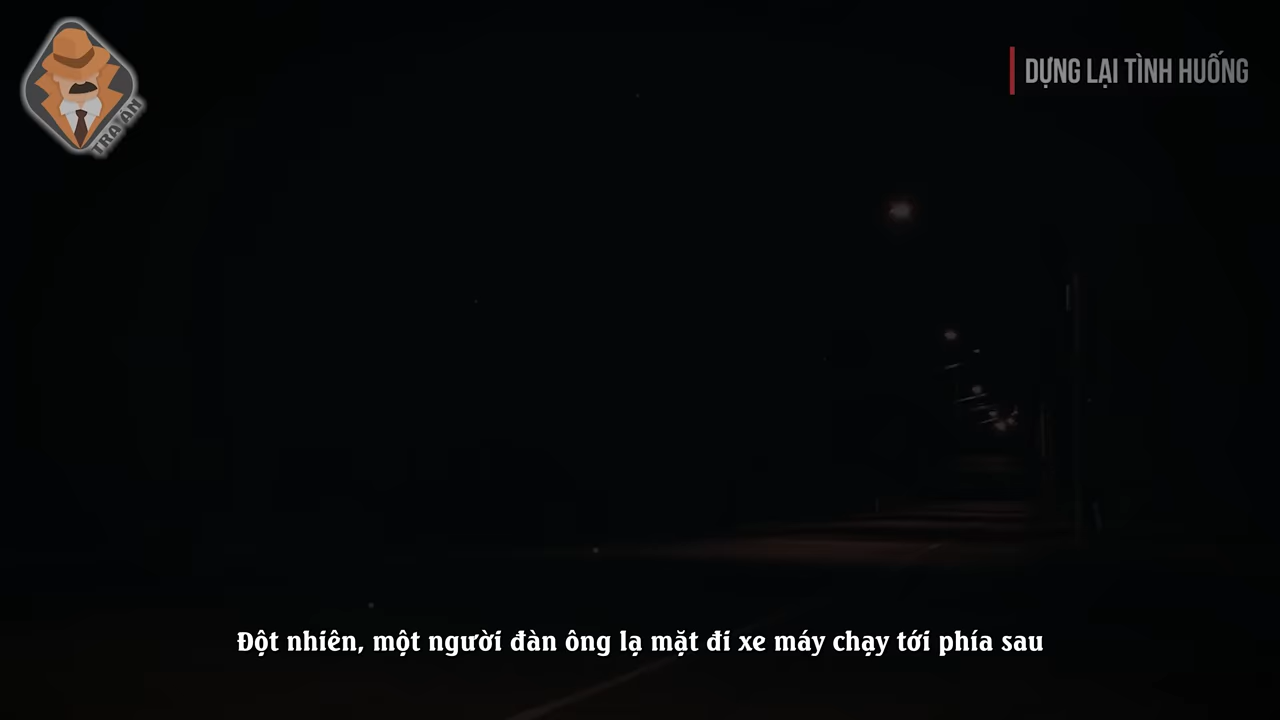 TRA ÁN
DỰNG LẠI TÌNH HUỐNG
Đột nhiên, một người đàn ông lạ mặt đi xe máy chạy tới phía sau